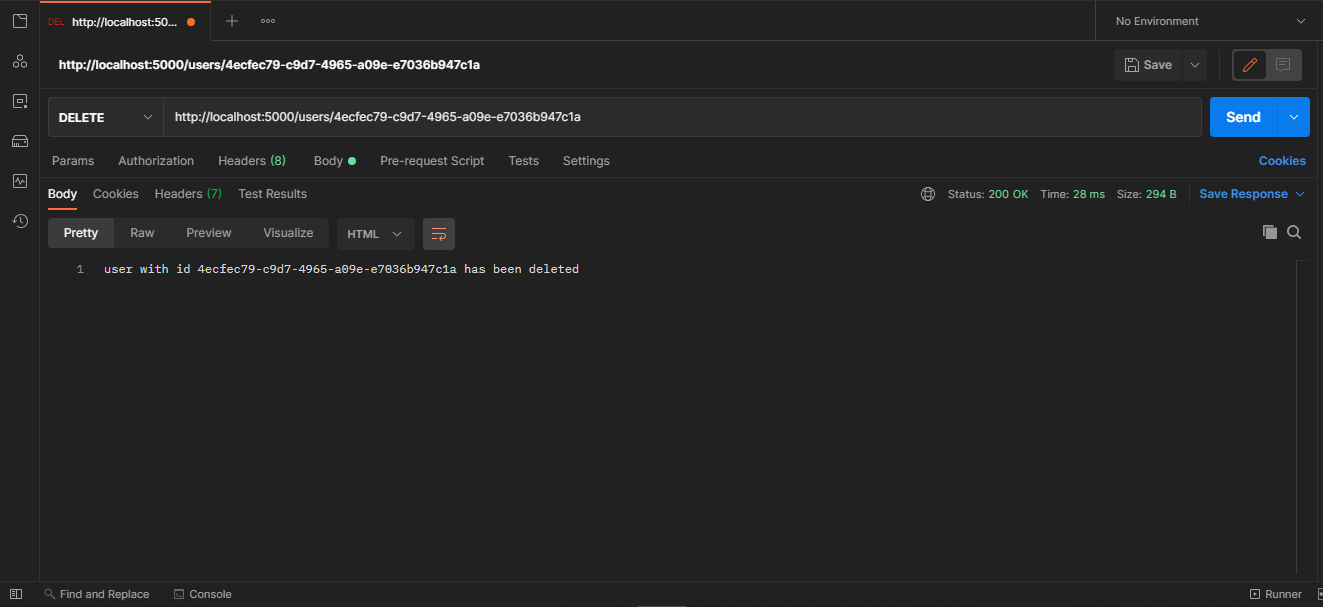 DEL http://localhost:50...
No Environment
http://localhost:5000/users/4ecfec79-c9d7-4965-a09e-e7036b947c1a
Save
DELETE http://localhost:5000/users/4ecfec79-c9d7-4965-a09e-e7036b947c1a Send
Params Authorization Headers (8) Body Pre-request Script Tests Settings Cookies
Body Cookies Headers (7) Test Results Status: 200 OK Time: 28 ms Size: 294 B Save Response
Pretty Raw Preview Visualize HTML
1 user with id 4ecfec79-c9d7-4965-a09e-e7036b947c1a has been deleted
Find and Replace Console Runner